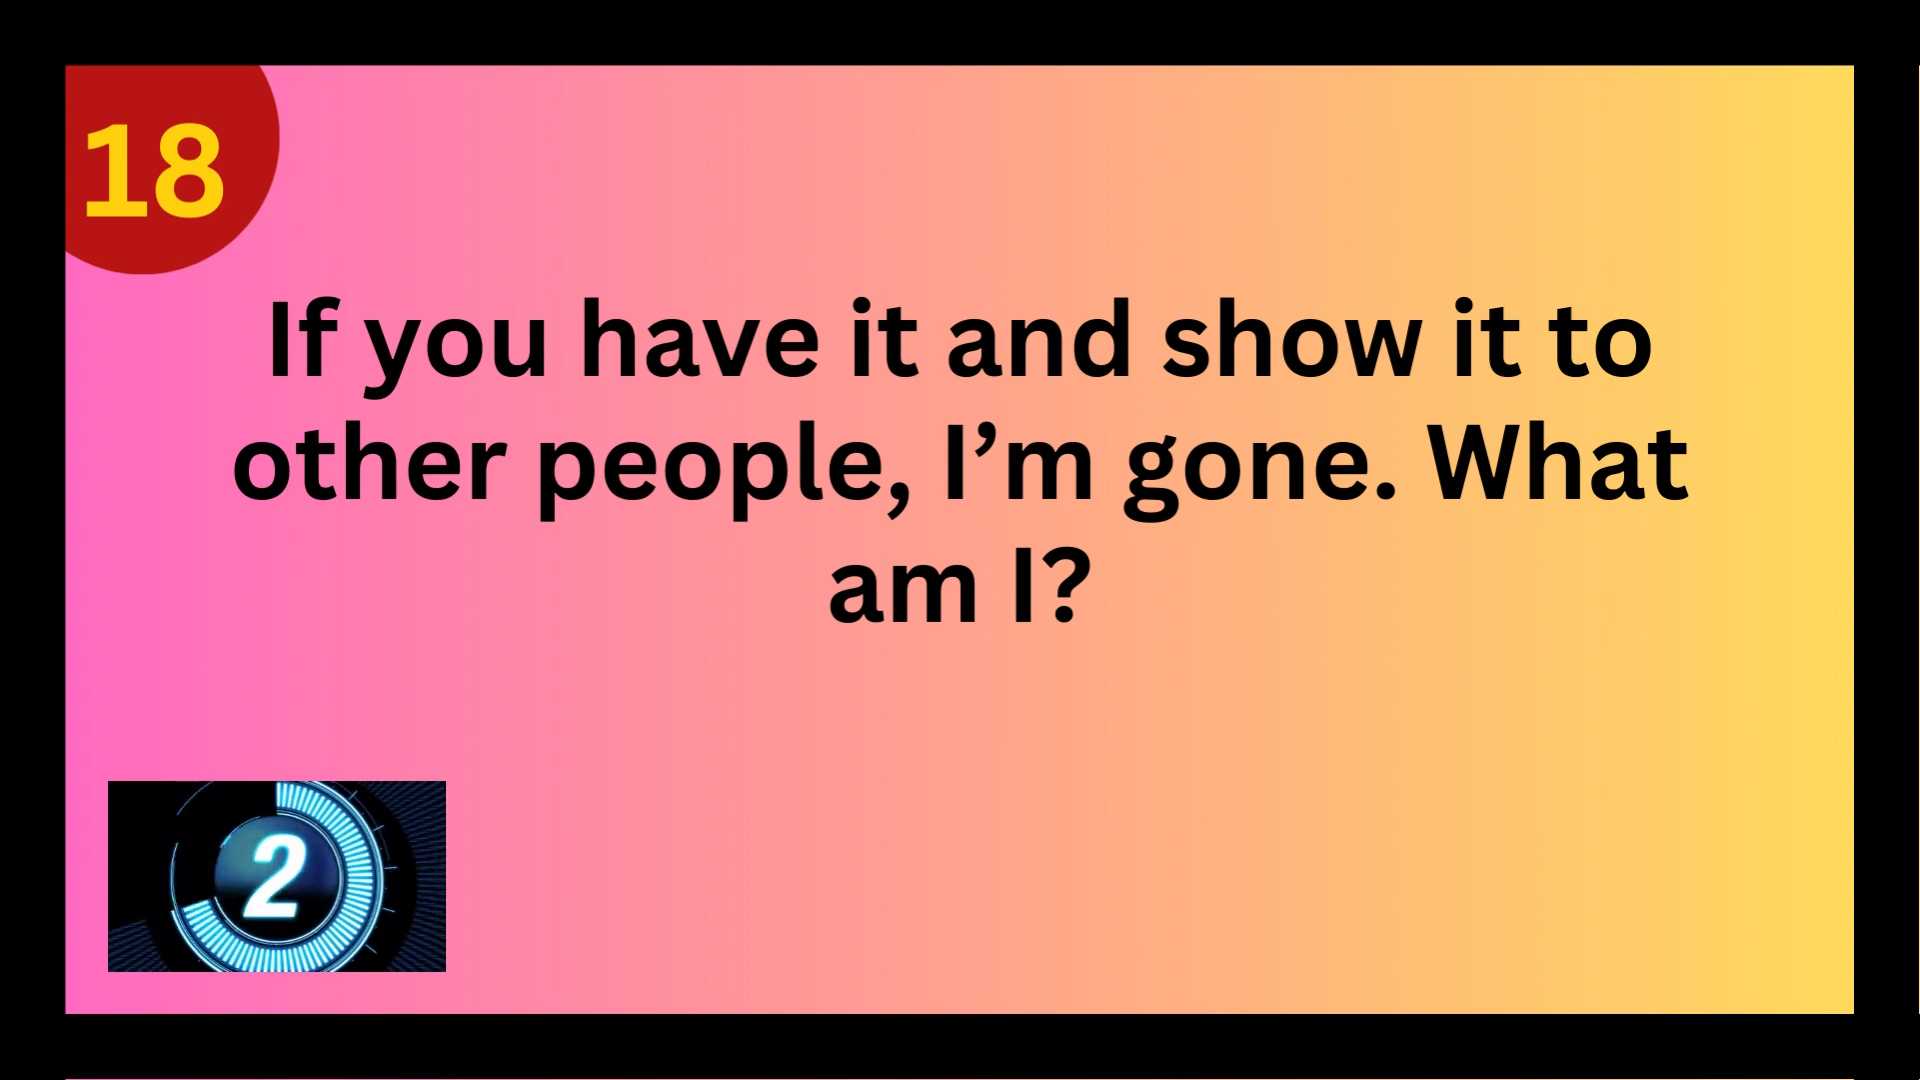 18
If you have it and show it to
other people, I’m gone. What
am I?
2